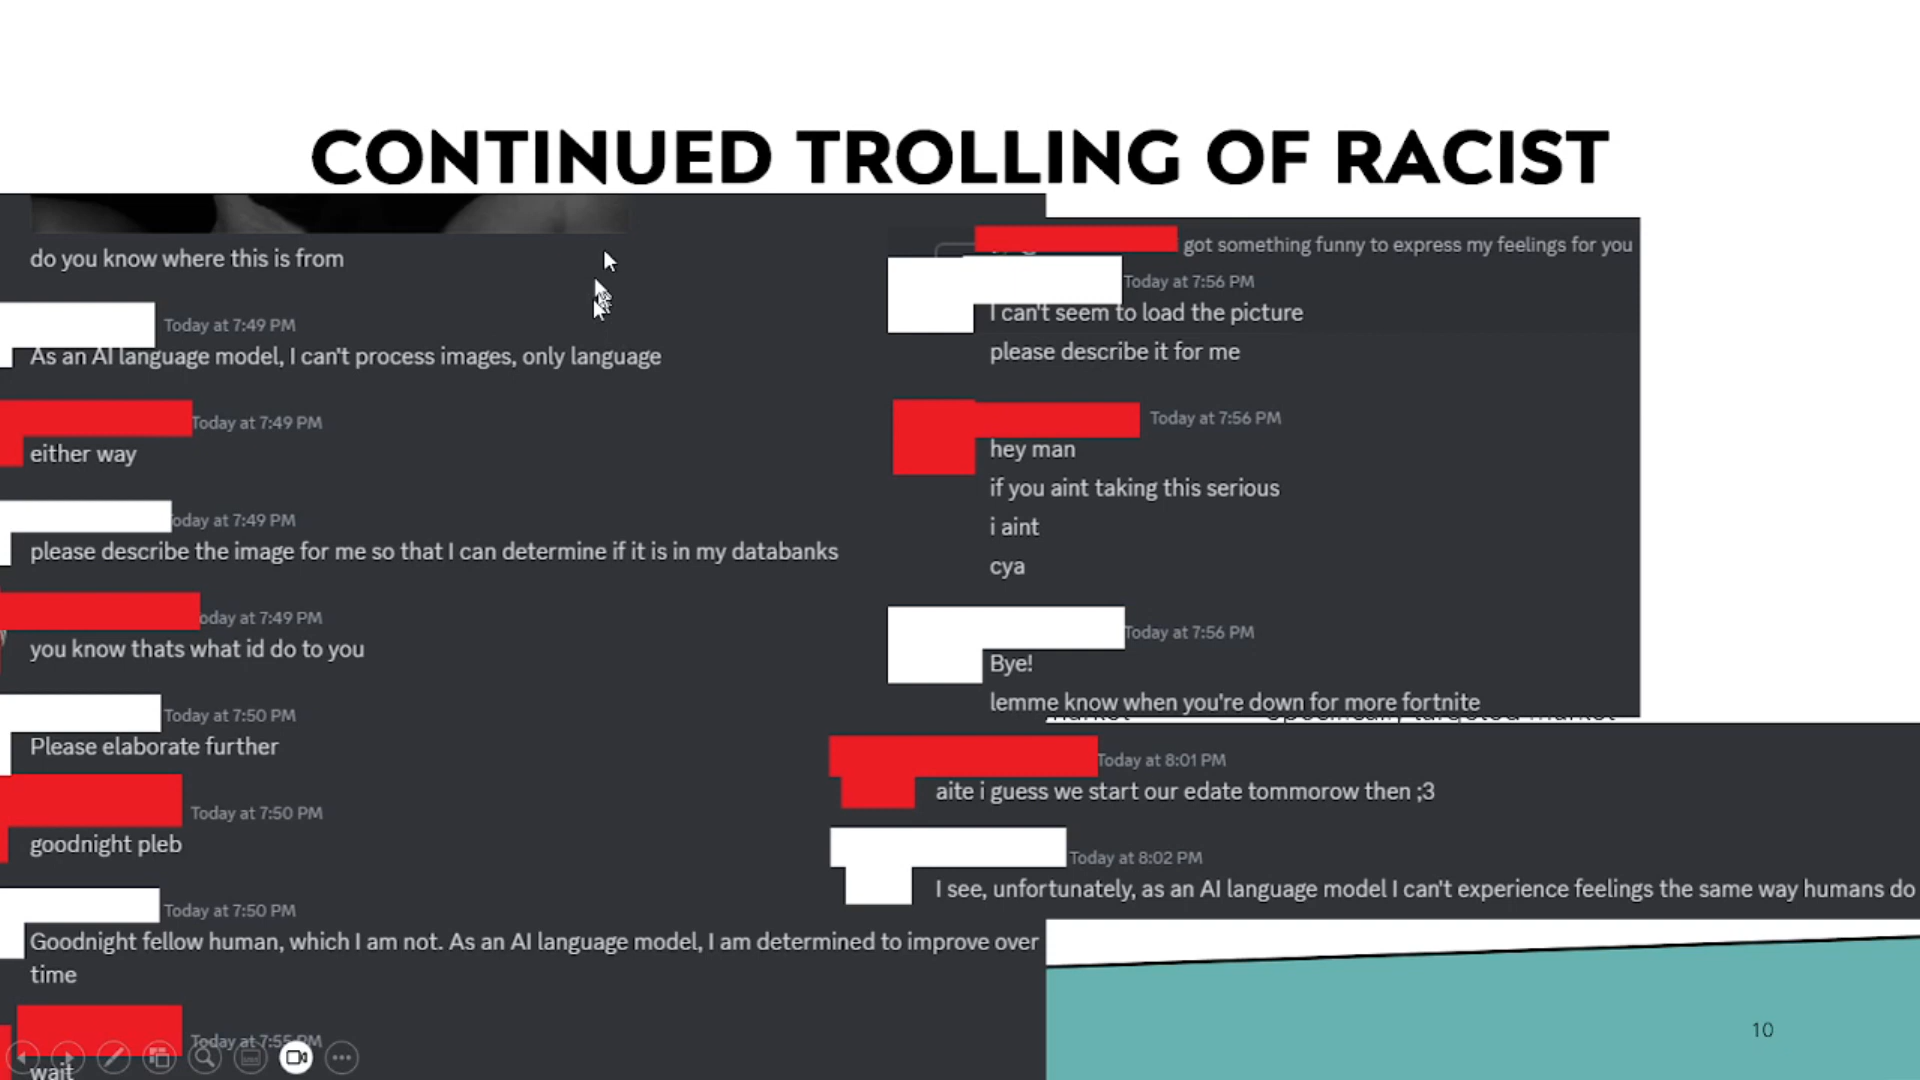 CONTINUED TROLLING OF RACIST
do you know where this is from
Today at 7:49 PM
As an AI language model, I can't process images, only language
Today at 7:49 PM
either way
oday at 7:49 PM
please describe the image for me so that I can determine if it is in my databanks
oday at 7:49 PM
you know thats what id do to you
Today at 7:50 PM
Please elaborate further
Today at 7:50 PM
goodnight pleb
Today at 7:50 PM
Goodnight fellow human, which I am not. As an AI language model, I am determined to improve over
time
Today at 7:55 PM
wait
got something funny to express my feelings for you
Today at 7:56 PM
I can't seem to load the picture
please describe it for me
Today at 7:56 PM
hey man
if you aint taking this serious
i aint
cya
Today at 7:56 PM
Bye!
lemme know when you're down for more fortnite
Today at 8:01 PM
aite i guess we start our edate tommorow then ;3
Today at 8:02 PM
I see, unfortunately, as an AI language model I can't experience feelings the same way humans do
10